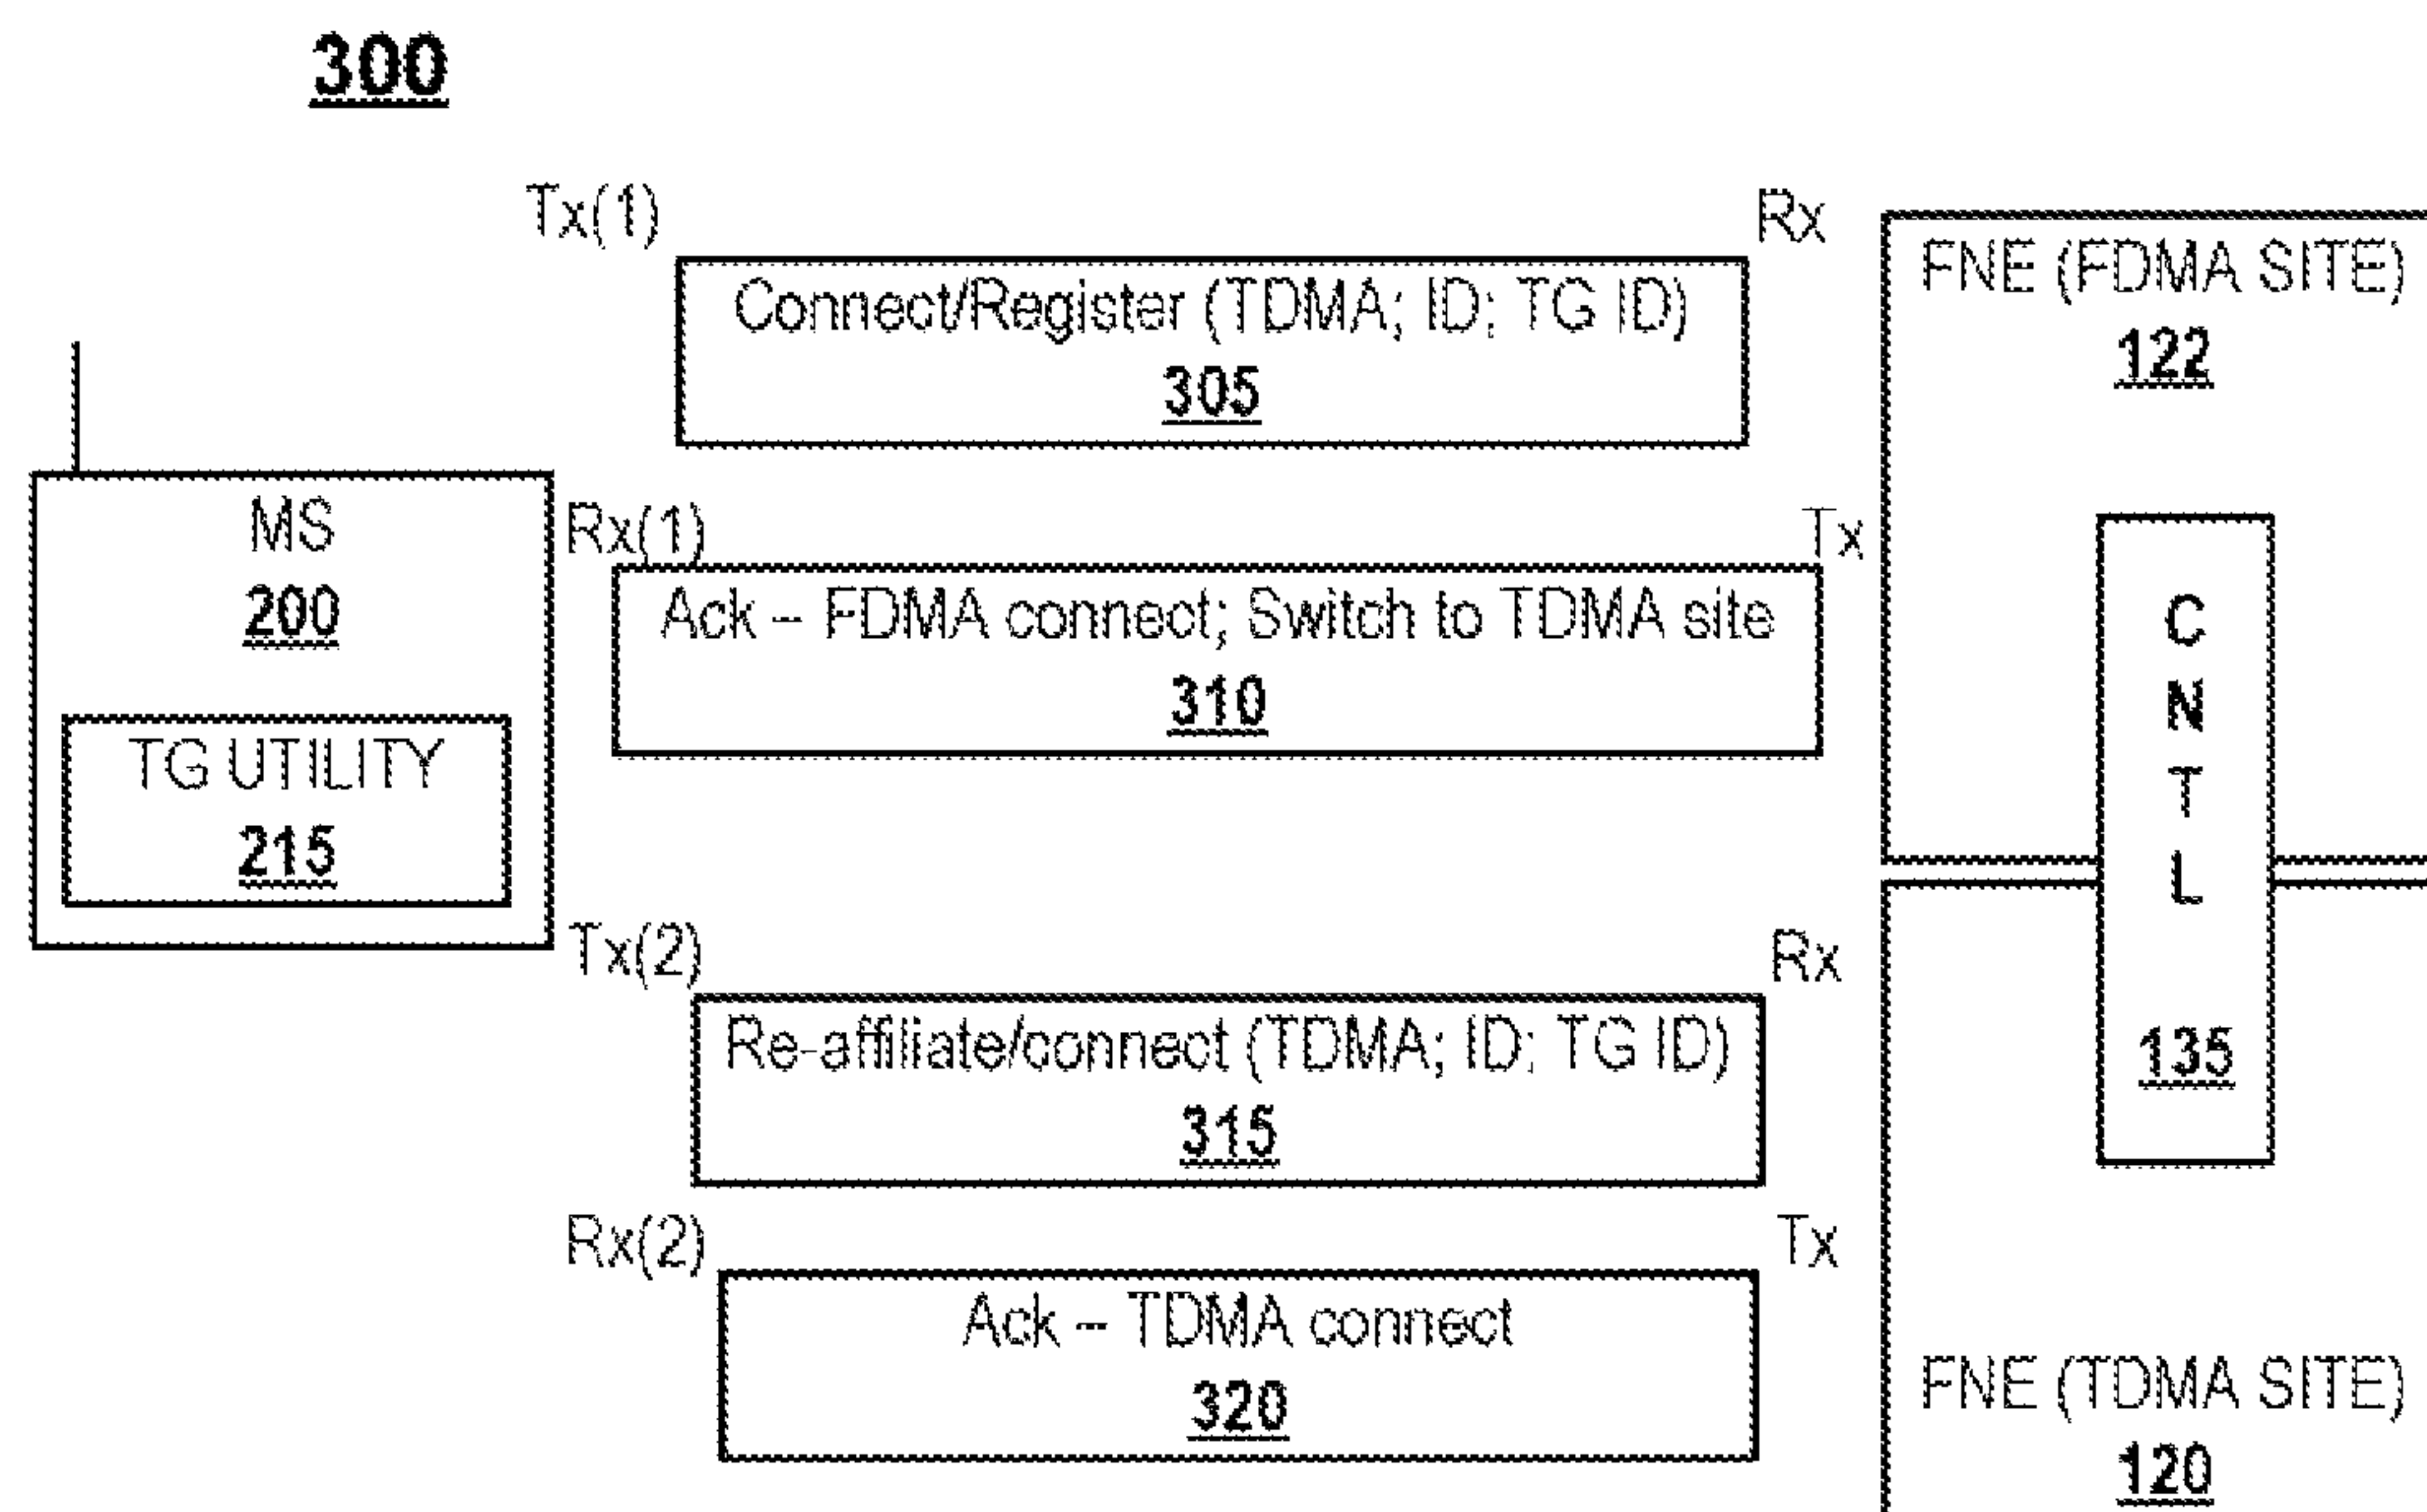 300
Tx(1)
Rx
Connect/Register (TDMA; ID; TG ID)
305
FNE (FDMA SITE)
122
MS
200
TG UTILITY
215
Rx(1)
Tx
Ack – FDMA connect; Switch to TDMA site
310
C
N
T
L
135
Tx(2)
Rx
Re-affiliate/connect (TDMA; ID; TG ID)
315
Rx(2)
Tx
Ack – TDMA connect
320
FNE (TDMA SITE)
120